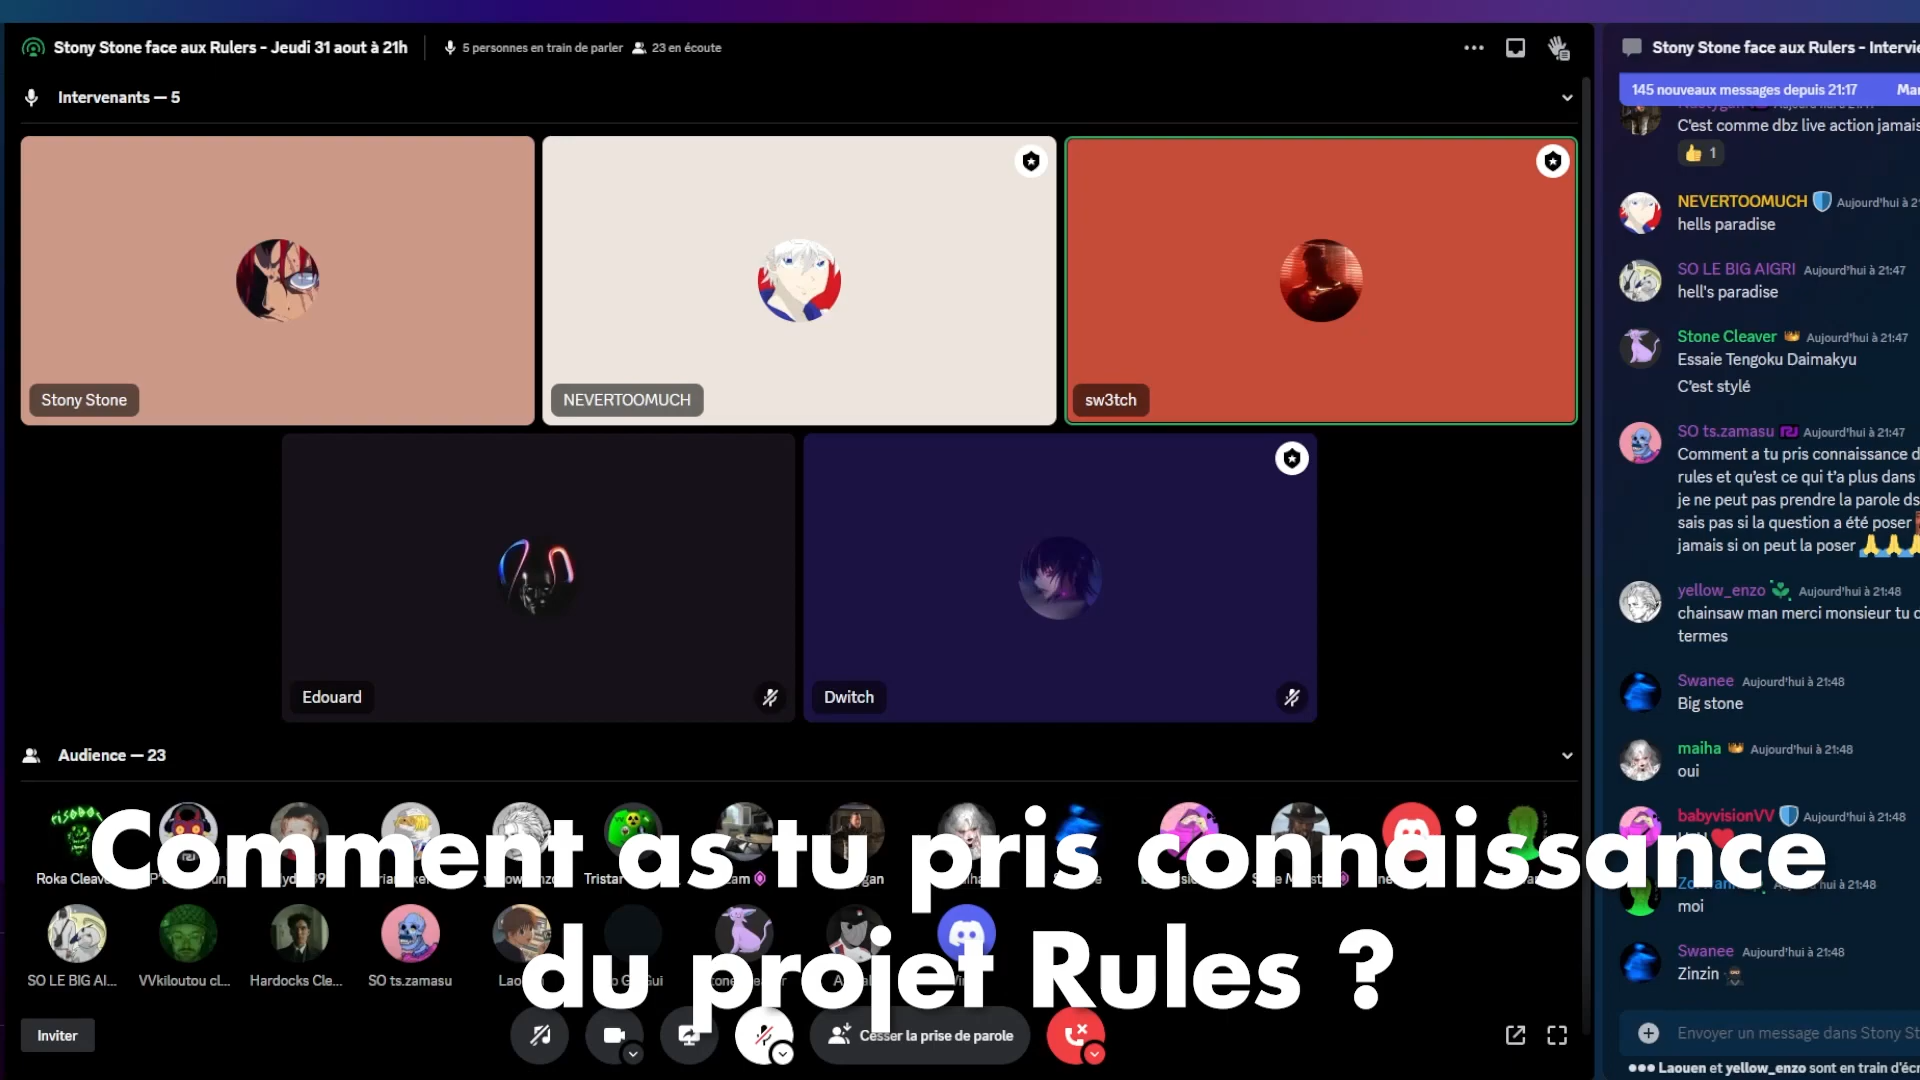 Stony Stone face aux Rulers - Jeudi 31 aout à 21h
5 personnes en train de parler
23 en écoute
Intervenants — 5
Stony Stone
NEVERTOOMUCH
sw3tch
Edouard
Dwitch
Audience — 23
Comment as tu pris connaissance
du projet Rules ?
Roka
Tristar
SO LE BIG AI...
VVkiloutou cl...
Hardocks Cle...
SO ts.zamasu
Inviter
Cesser la prise de parole
Stony Stone face aux Rulers - Intervie
145 nouveaux messages depuis 21:17
C'est comme dbz live action jamais
1
NEVERTOOMUCH Aujourd'hui à
hells paradise
SO LE BIG AIGRI Aujourd'hui à 21:47
hell's paradise
Stone Cleaver Aujourd'hui à 21:47
Essaie Tengoku Daimakyu
C'est stylé
SO ts.zamasu Aujourd'hui à 21:47
Comment a tu pris connaissance d
rules et qu'est ce qui t'a plus dans
je ne peut pas prendre la parole ds
sais pas si la question a été poser
jamais si on peut la poser
yellow_enzo Aujourd'hui à 21:48
chainsaw man merci monsieur tu
termes
Swanee Aujourd'hui à 21:48
Big stone
maiha Aujourd'hui à 21:48
oui
babyvisionVV Aujourd'hui à 21:48
moi
Swanee Aujourd'hui à 21:48
Zinzin
Envoyer un message dans Stony St
Laouen et yellow_enzo sont en train d'écr